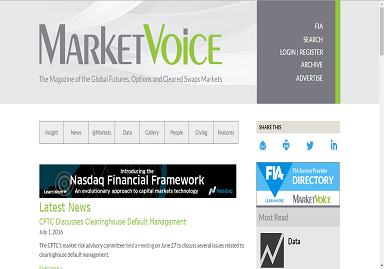 MARKETVOICE
The Magazine of the Global Futures, Options and Cleared Swaps Markets
FIA
SEARCH
LOGIN | REGISTER
ARCHIVE
ADVERTISE
Insight
News
@Markets
Data
Gallery
People
Giving
Features
Introducing the
Nasdaq Financial Framework
An evolutionary approach to capital markets technology
Nasdaq
Latest News
CFTC Discusses Clearinghouse Default Management
July 1, 2016
The CFTC's market risk advisory committee held a meeting on June 27 to discuss several issues related to
clearinghouse default management.
Read more »
SHARE THIS
FIA
FIA Service Provider
DIRECTORY
LEARN MORE
MARKETVOICE
Most Read
Data